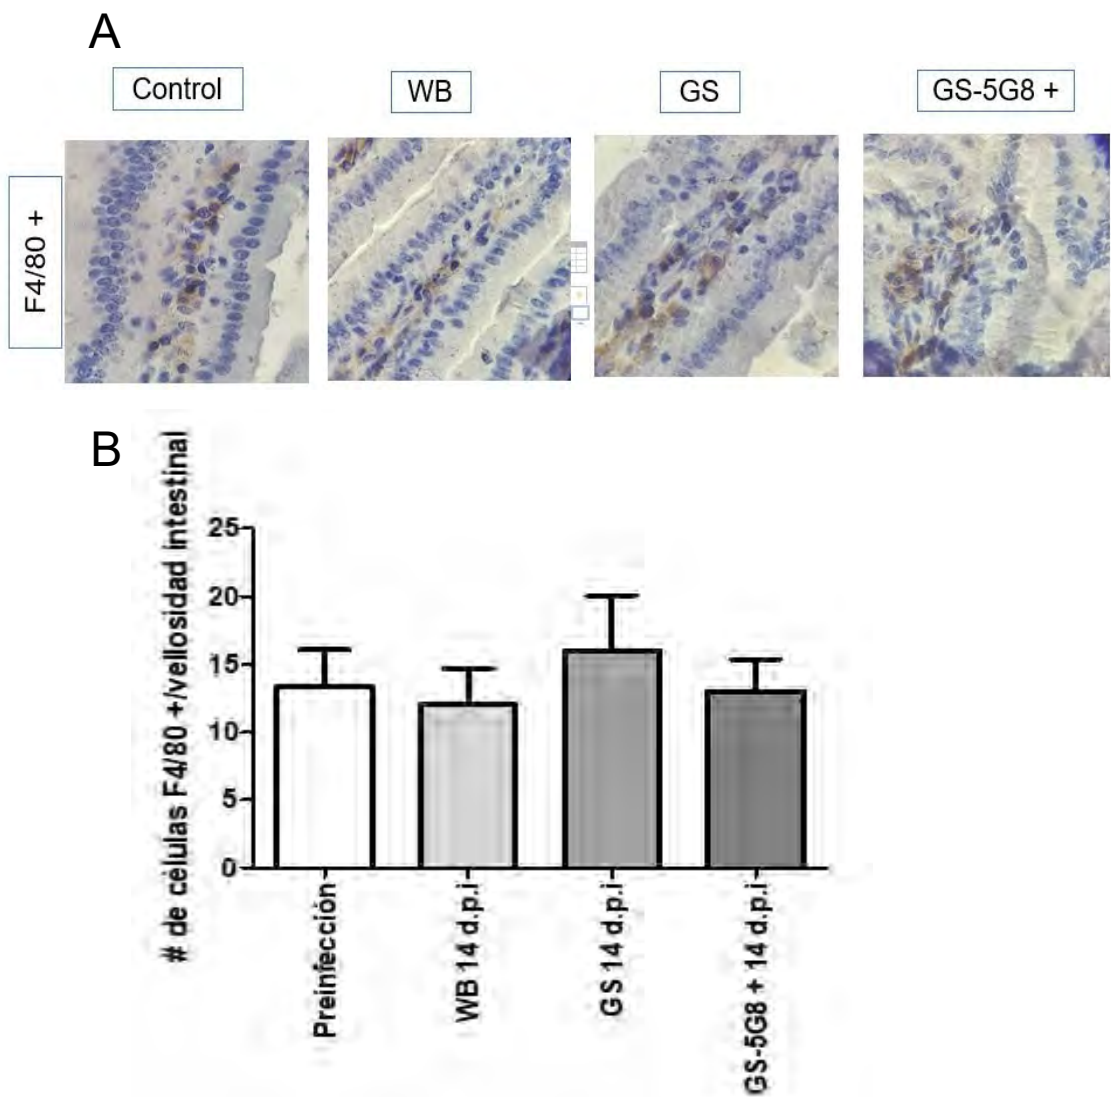 A
Control
WB
GS
GS-5G8 +
F4/80 +
B
# de células F4/80 +/vellosidad intestinal
25
20
15
10
5
0
Preinfección
WB 14 d.p.i
GS 14 d.p.i
GS-5G8 + 14 d.p.i